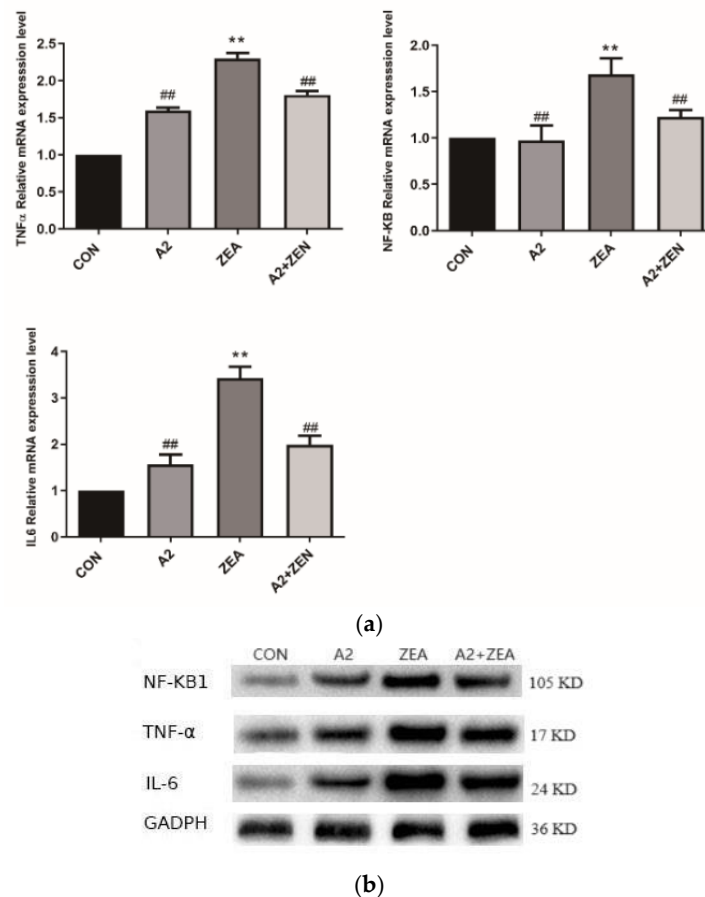 TNFα Relative mRNA expresssion level
2.5
2.0
1.5
1.0
0.5
0.0
##
**
##
CON
A2
ZEA
A2+ZEN
NF-KB Relative mRNA expresssion level
2.0
1.5
1.0
0.5
0.0
##
**
##
CON
A2
ZEA
A2+ZEN
IL6 Relative mRNA expresssion level
4
3
2
1
0
##
**
##
CON
A2
ZEA
A2+ZEN
(a)
CON A2 ZEA A2+ZEA
NF-KB1 105 KD
TNF-α 17 KD
IL-6 24 KD
GADPH 36 KD
(b)